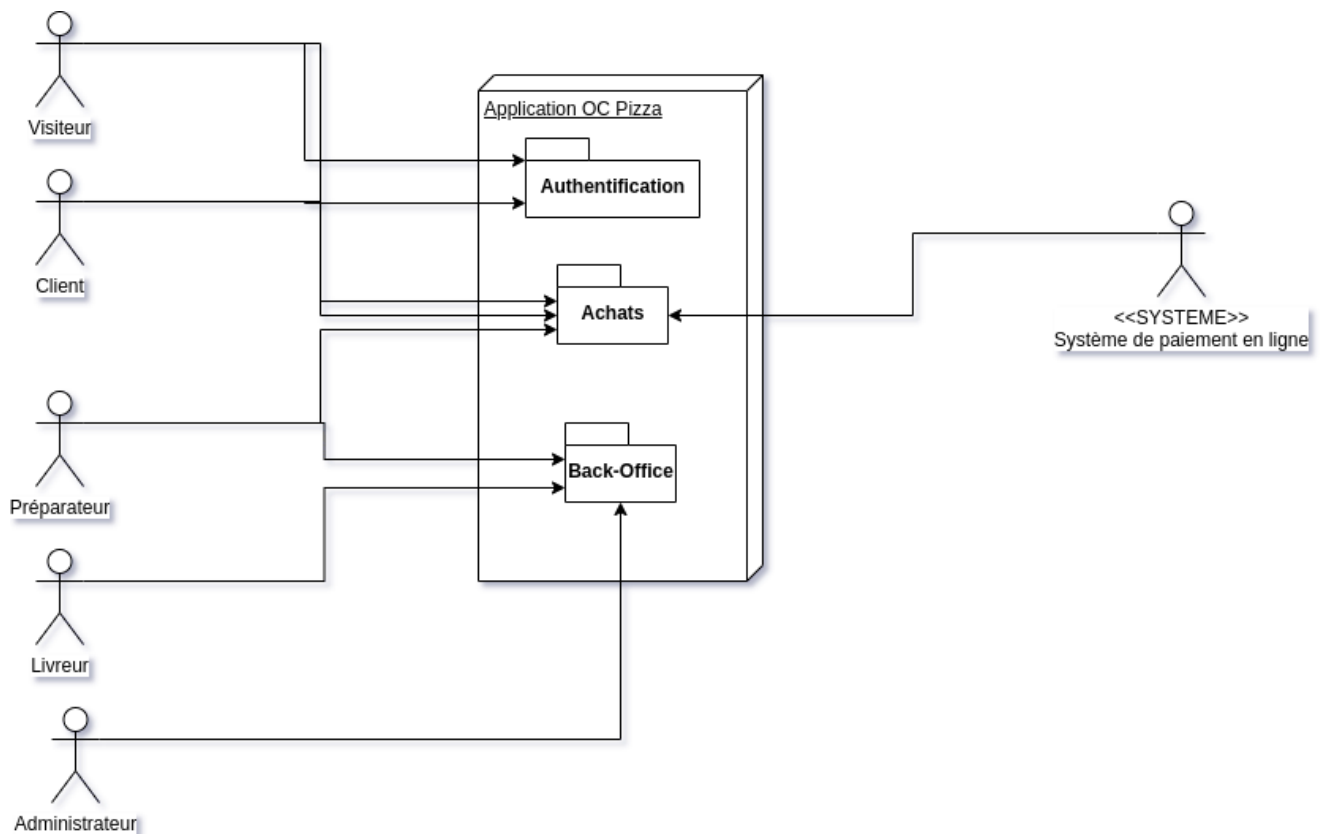 Visiteur
Application OC Pizza
Authentification
Client
Achats
<<SYSTEME>>
Système de paiement en ligne
Préparateur
Back-Office
Livreur
Administrateur